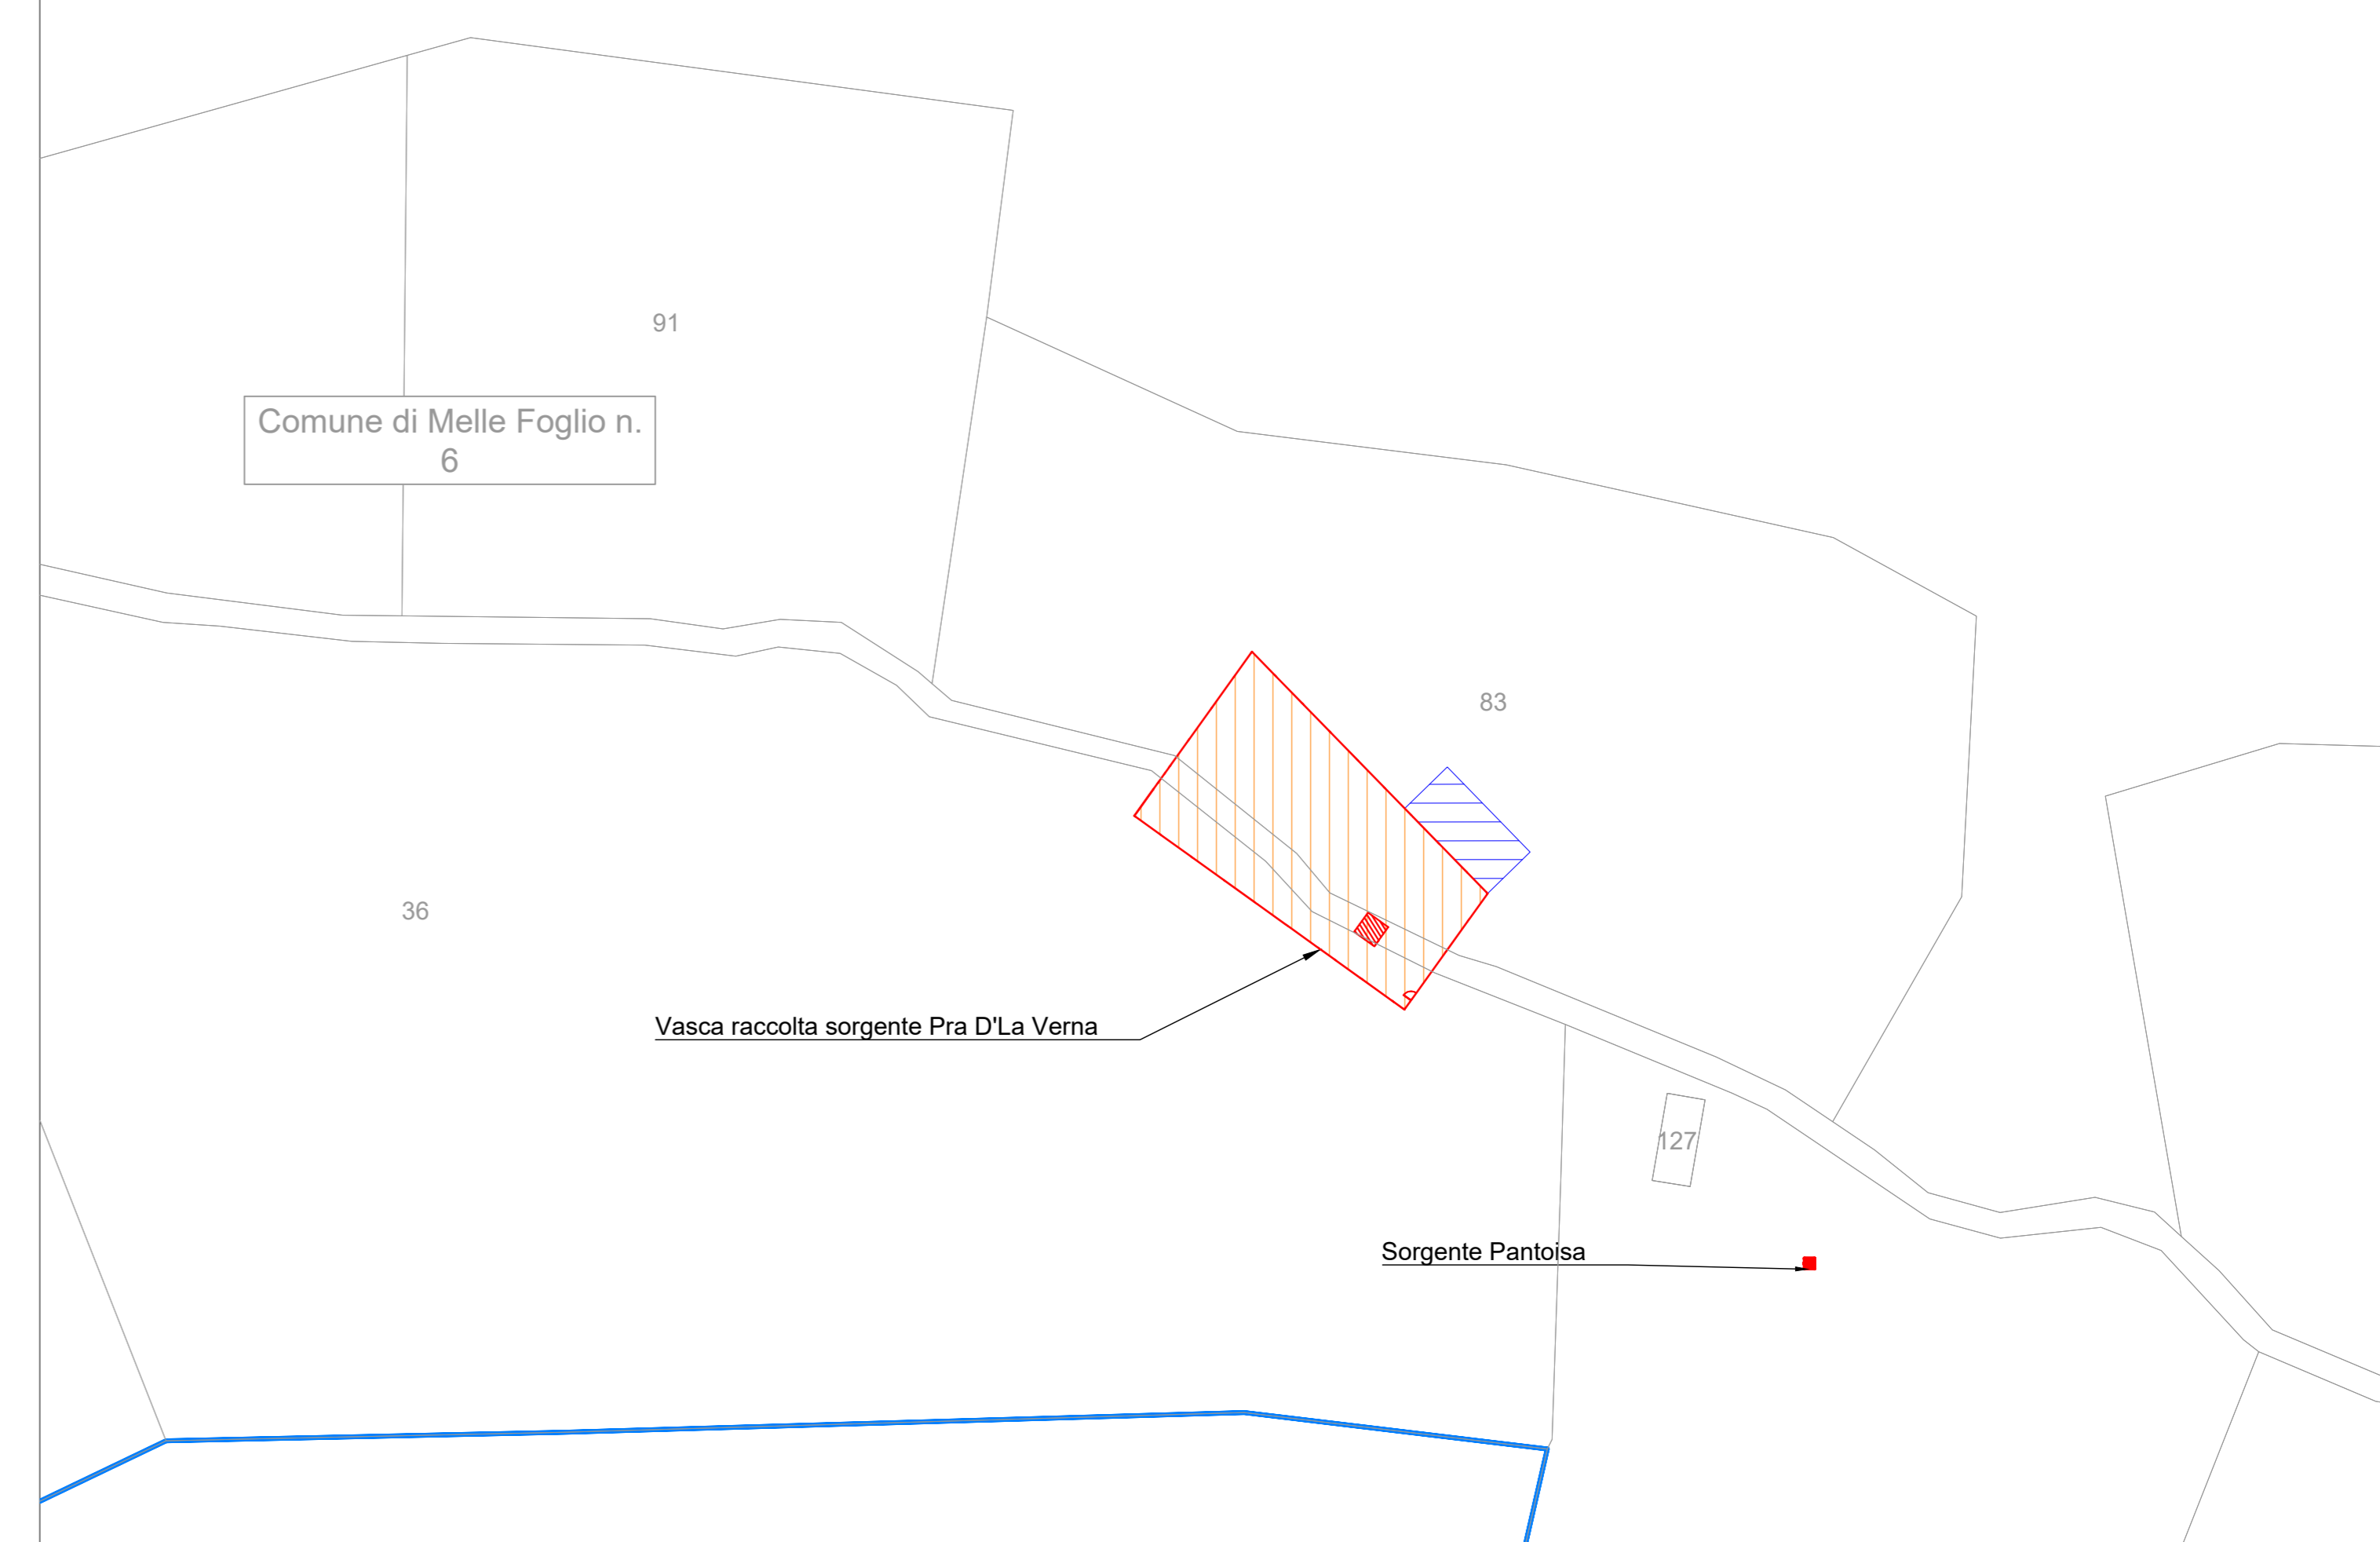 91
Comune di Melle Foglio n.
6
83
36
Vasca raccolta sorgente Pra D'La Verna
127
Sorgente Pantoisa